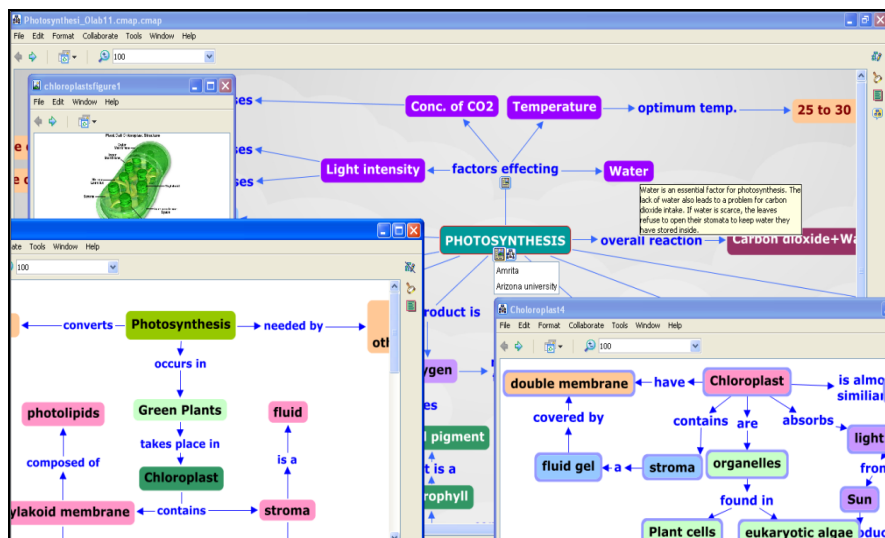 Photosynthesi_Olab11.cmap.cmap
File Edit Format Collaborate Tools Window Help
100
chloroplastsfigure1
File Edit Window Help
Conc. of CO2
Temperature
optimum temp.
25 to 30
Light intensity
factors effecting
Water
Water is an essential factor for photosynthesis. The
lack of water also leads to a problem for carbon
dioxide intake. If water is scarce, the leaves
refuse to open their stomata to keep water they
have stored inside.
PHOTOSYNTHESIS
overall reaction
Carbon dioxide+Wa
Amrita
Arizona university
roduct is
ygen
es
l pigment
t is a
rophyll
ate Tools Window Help
100
converts
Photosynthesis
needed by
oth
occurs in
photolipids
Green Plants
fluid
takes place in
composed of
Chloroplast
is a
ylakoid membrane
contains
stroma
Choloroplast4
File Edit Format Collaborate Tools Window Help
100
double membrane
have
Chloroplast
is almo
similiar
covered by
contains
are
absorbs
light
fluid gel
a
stroma
organelles
from
found in
Sun
Plant cells
eukaryotic algae
oduc